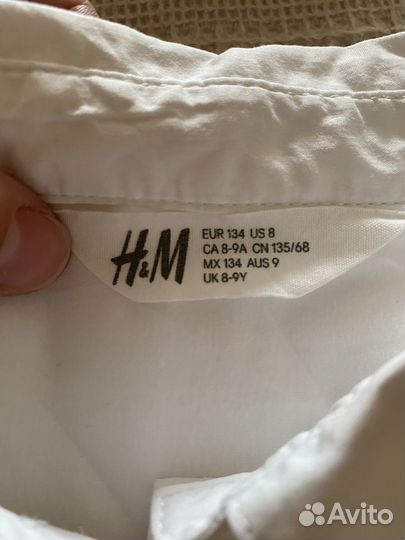 H&M
EUR 134 US 8
CA 8-9A CN 135/68
MX 134 AUS 9
UK 8-9Y
Avito